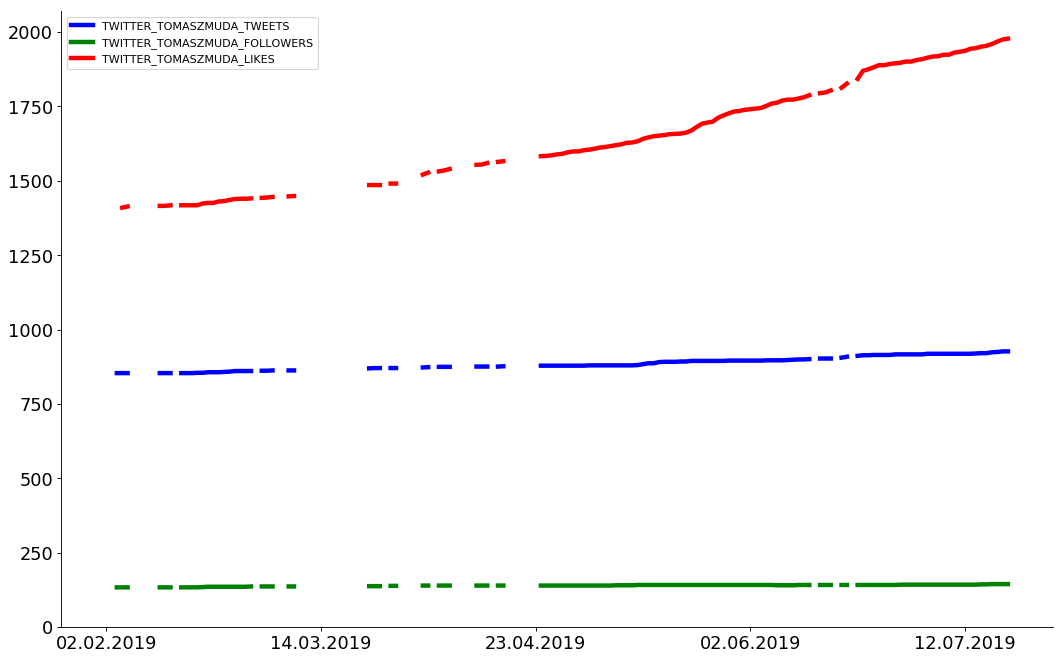 TWITTER_TOMASZMUDA_TWEETS
TWITTER_TOMASZMUDA_FOLLOWERS
TWITTER_TOMASZMUDA_LIKES
2000
1750
1500
1250
1000
750
500
250
0
02.02.2019 14.03.2019 23.04.2019 02.06.2019 12.07.2019